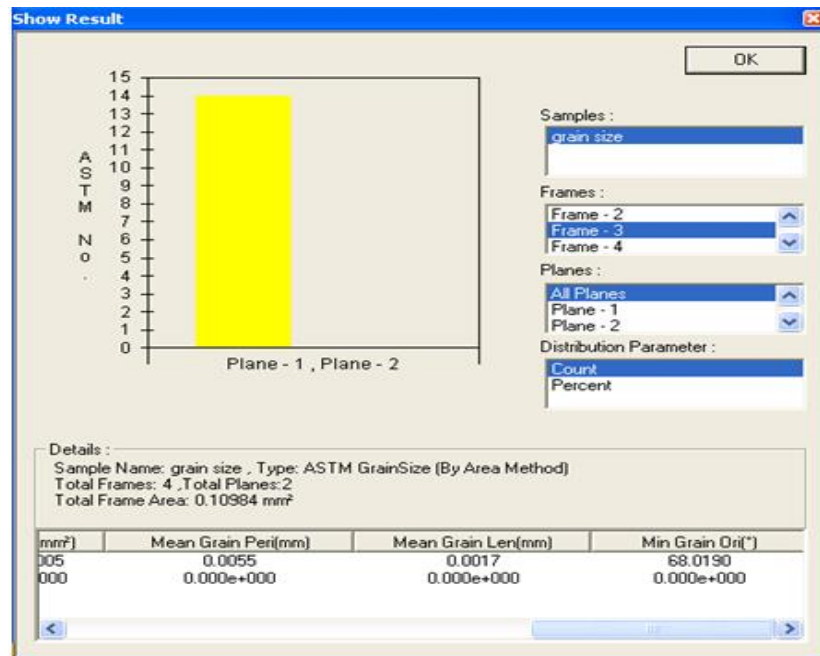 Show Result
OK
15
14
13
12
11
10
9
8
7
6
5
4
3
2
1
0
ASTM No.
Plane - 1 , Plane - 2
Samples :
grain size
Frames :
Frame - 2
Frame - 3
Frame - 4
Planes :
All Planes
Plane - 1
Plane - 2
Distribution Parameter :
Count
Percent
Details :
Sample Name: grain size , Type: ASTM GrainSize (By Area Method)
Total Frames: 4 ,Total Planes:2
Total Frame Area: 0.10984 mm²
mm²) Mean Grain Peri(mm) Mean Grain Len(mm) Min Grain Ori(°)
005 0.0055 0.0017 68.0190
000 0.000e+000 0.000e+000 0.000e+000